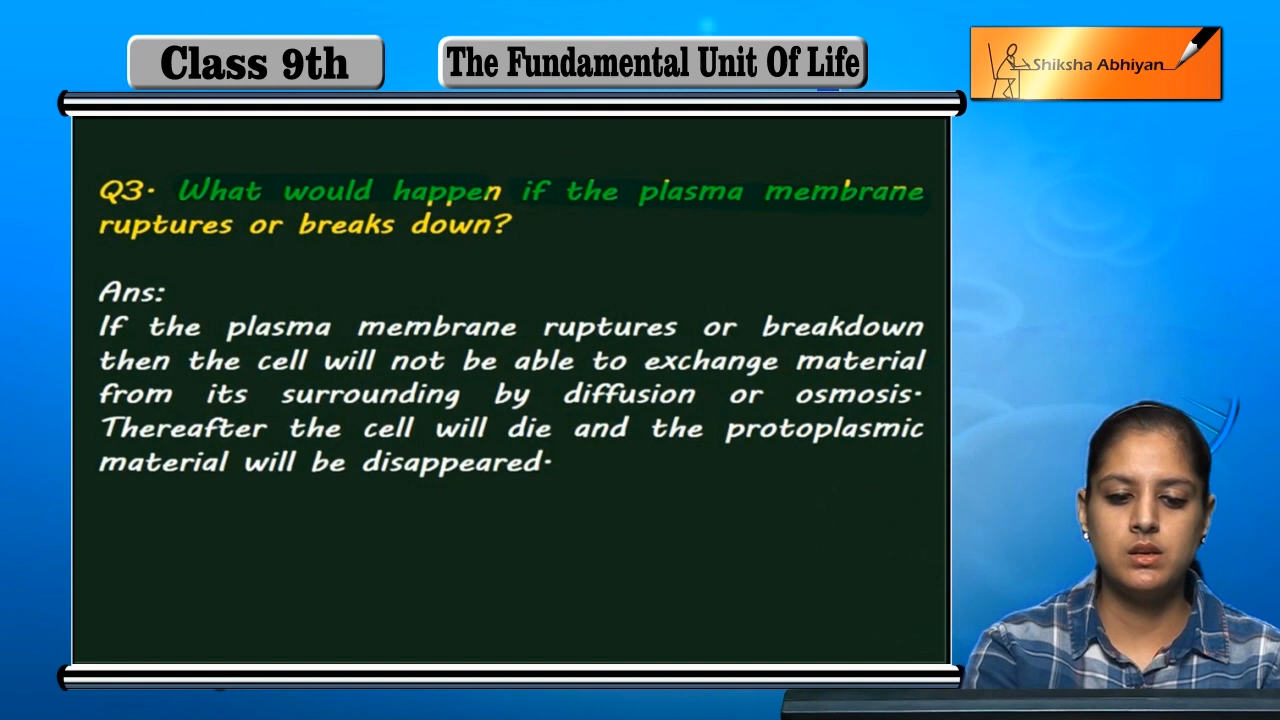 Class 9th
The Fundamental Unit Of Life
Shiksha Abhiyan
Q3. What would happen if the plasma membrane
ruptures or breaks down?
Ans:
If the plasma membrane ruptures or breakdown
then the cell will not be able to exchange material
from its surrounding by diffusion or osmosis.
Thereafter the cell will die and the protoplasmic
material will be disappeared.